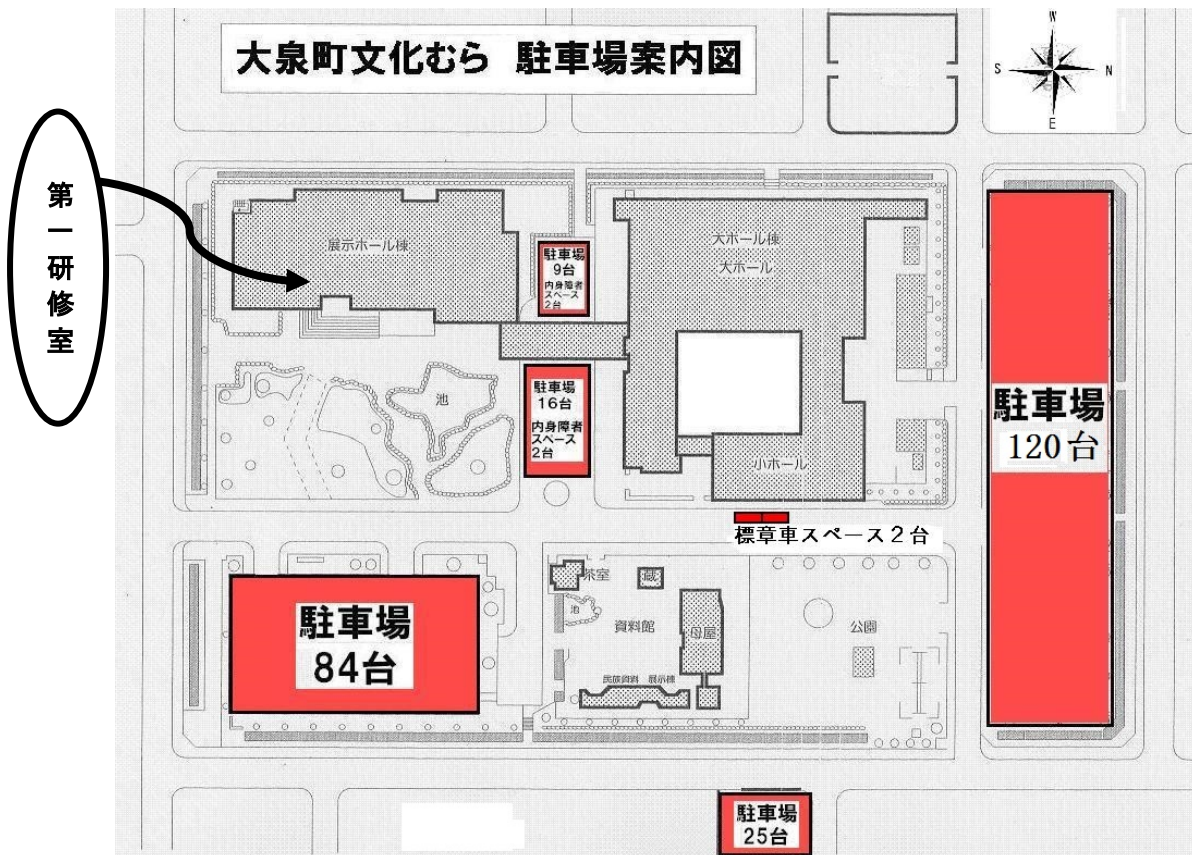 大泉町文化むら 駐車場案内図
W
S
N
E
第一研修室
展示ホール棟
駐車場
9台
内身障者
スペース
2台
大ホール棟
大ホール
駐車場
16台
内身障者
スペース
2台
池
小ホール
駐車場
120台
標章車スペース2台
駐車場
84台
茶室
蔵
池
資料館
母屋
民族資料 展示棟
公園
駐車場
25台